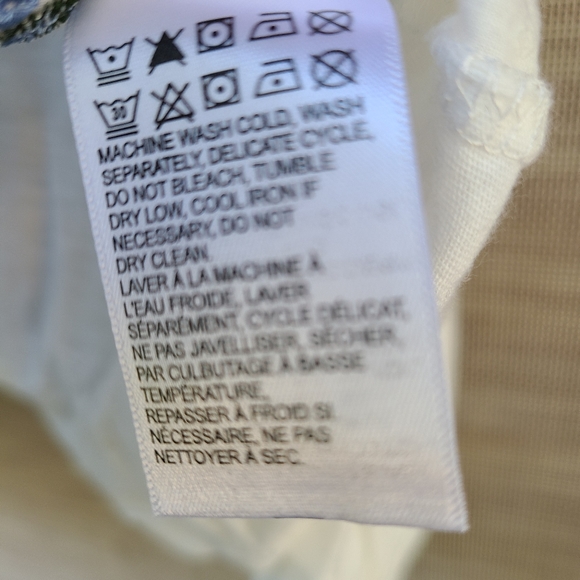 30
MACHINE WASH COLD, WASH
SEPARATELY, DELICATE CYCLE,
DO NOT BLEACH, TUMBLE
DRY LOW, COOL IRON IF
NECESSARY, DO NOT
DRY CLEAN.
LAVER À LA MACHINE À
L'EAU FROIDE, LAVER
SÉPARÉMENT, CYCLE DÉLICAT,
NE PAS JAVELLISER, SÉCHER,
PAR CULBUTAGE À BASSE
TEMPÉRATURE,
REPASSER À FROID SI
NÉCESSAIRE, NE PAS
NETTOYER À SEC.